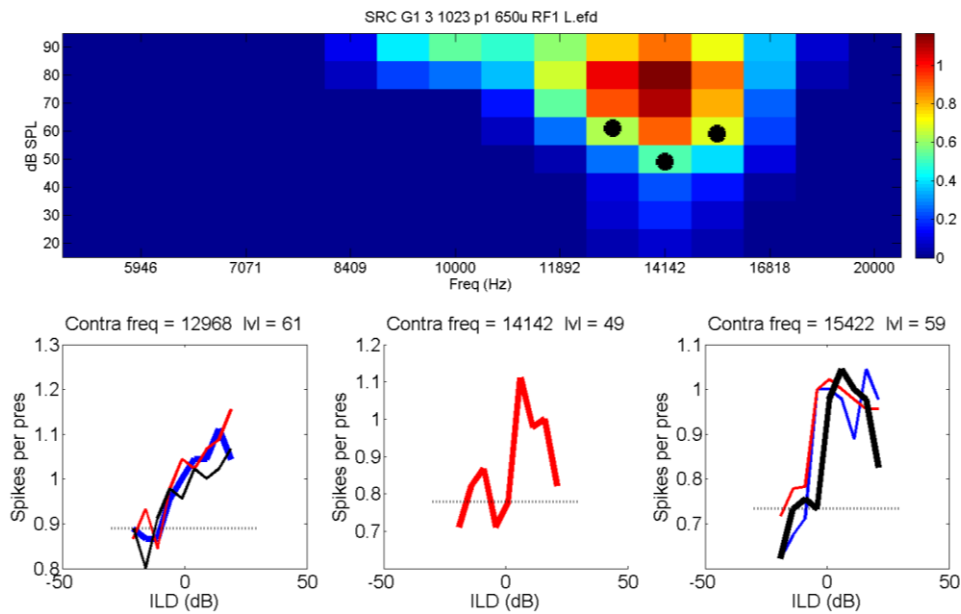 SRC G1 3 1023 p1 650u RF1 L.efd
dB SPL
90
80
70
60
50
40
30
20
5946 7071 8409 10000 11892 14142 16818 20000
Freq (Hz)
1
0.8
0.6
0.4
0.2
0
Contra freq = 12968 lvl = 61
Spikes per pres
1.3
1.2
1.1
1
0.9
0.8
-50 0 50
ILD (dB)
Contra freq = 14142 lvl = 49
Spikes per pres
1.2
1.1
1
0.9
0.8
0.7
-50 0 50
ILD (dB)
Contra freq = 15422 lvl = 59
Spikes per pres
1.1
1
0.9
0.8
0.7
-50 0 50
ILD (dB)